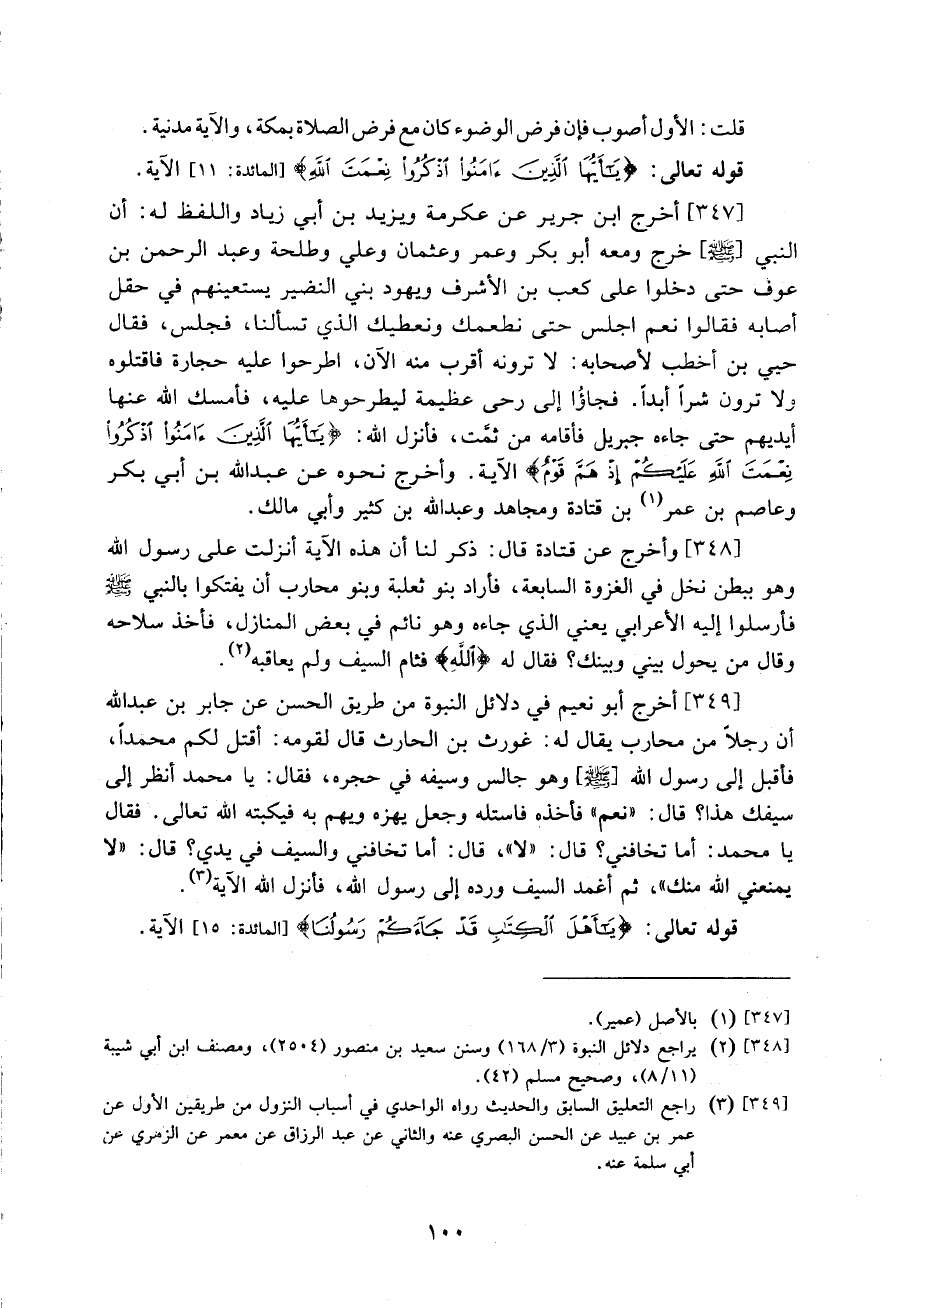 قلت: الأول أصوب فإن فرض الوضوء كان مع فرض الصلاة بمكة، والآية مدنية.
قوله تعالى: ﴿يَٰٓأَيُّهَا ٱلَّذِينَ ءَامَنُوا۟ ٱذْكُرُوا۟ نِعْمَتَ ٱللَّهِ﴾ [المائدة: ١١] الآية.
[٣٤٧] أخرج ابن جرير عن عكرمة ويزيد بن أبي زياد واللفظ له: أن
النبي [ﷺ] خرج ومعه أبو بكر وعمر وعثمان وعلي وطلحة وعبد الرحمن بن
عوف حتى دخلوا على كعب بن الأشرف ويهود بني النضير يستعينهم في حقل
أصابه فقالوا نعم اجلس حتى نطعمك ونعطيك الذي تسألنا، فجلس، فقال
حيي بن أخطب لأصحابه: لا ترونه أقرب منه الآن، اطرحوا عليه حجارة فاقتلوه
ولا ترون شراً أبداً. فجاؤا إلى رحى عظيمة ليطرحوها عليه، فأمسك الله عنها
أيديهم حتى جاءه جبريل فأقامه من ثمَّت، فأنزل الله: ﴿يَٰٓأَيُّهَا ٱلَّذِينَ ءَامَنُوا۟ ٱذْكُرُوا۟
نِعْمَتَ ٱللَّهِ عَلَيْكُمْ إِذْ هَمَّ قَوْمٌ﴾ الآية. وأخرج نحوه عن عبدالله بن أبي بكر
وعاصم بن عمر(١) بن قتادة ومجاهد وعبدالله بن كثير وأبي مالك.
[٣٤٨] وأخرج عن قتادة قال: ذكر لنا أن هذه الآية أنزلت على رسول الله
وهو ببطن نخل في الغزوة السابعة، فأراد بنو ثعلبة وبنو محارب أن يفتكوا بالنبي ﷺ
فأرسلوا إليه الأعرابي يعني الذي جاءه وهو نائم في بعض المنازل، فأخذ سلاحه
وقال من يحول بيني وبينك؟ فقال له ﴿ٱللَّهِ﴾ فثام السيف ولم يعاقبه(٢).
[٣٤٩] أخرج أبو نعيم في دلائل النبوة من طريق الحسن عن جابر بن عبدالله
أن رجلاً من محارب يقال له: غورث بن الحارث قال لقومه: أقتل لكم محمداً،
فأقبل إلى رسول الله [ﷺ] وهو جالس وسيفه في حجره، فقال: يا محمد أنظر إلى
سيفك هذا؟ قال: «نعم» فأخذه فاستله وجعل يهزه ويهم به فيكبته الله تعالى. فقال
يا محمد: أما تخافني؟ قال: «لا»، قال: أما تخافني والسيف في يدي؟ قال: «لا
يمنعني الله منك»، ثم أغمد السيف ورده إلى رسول الله، فأنزل الله الآية(٣).
قوله تعالى: ﴿يَٰٓأَهْلَ ٱلْكِتَٰبِ قَدْ جَآءَكُمْ رَسُولُنَا﴾ [المائدة: ١٥] الآية.
[٣٤٧] (١) بالأصل (عمير).
[٣٤٨] (٢) يراجع دلائل النبوة (٣/١٦٨) وسنن سعيد بن منصور (٢٥٠٤)، ومصنف ابن أبي شيبة
(٨/١١)، وصحيح مسلم (٤٢).
[٣٤٩] (٣) راجع التعليق السابق والحديث رواه الواحدي في أسباب النزول من طريقين الأول عن
عمر بن عبيد عن الحسن البصري عنه والثاني عن عبد الرزاق عن معمر عن الزهري عن
أبي سلمة عنه.
١٠٠